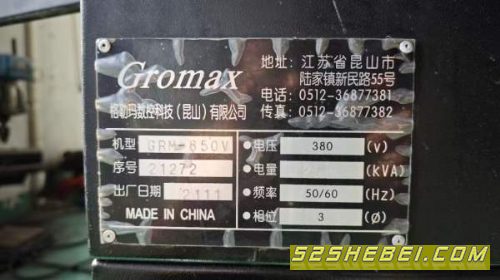 Gromax
格勒玛数控科技(昆山)有限公司
地址: 江苏省昆山市
陆家镇新民路55号
电话: 0512-36877381
传真: 0512-36877382
机型 GRM-850V
序号 21272
出厂日期 2111
MADE IN CHINA
电压 380 (V)
电量 (KVA)
频率 50/60 (Hz)
相位 3 (Ø)
52SHEBEI.COM